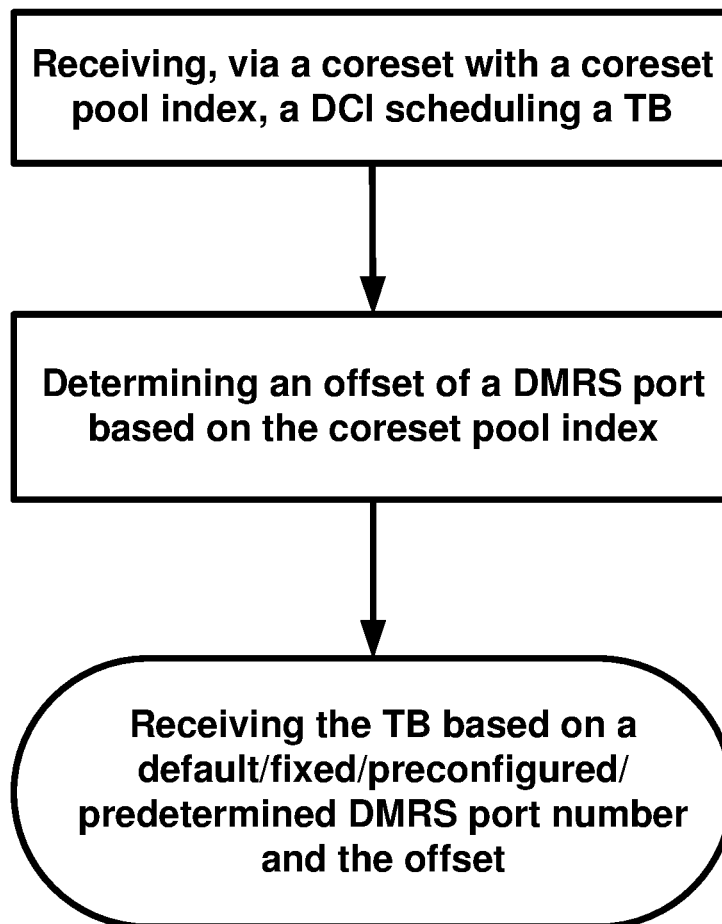 Receiving, via a coreset with a coreset
pool index, a DCI scheduling a TB
Determining an offset of a DMRS port
based on the coreset pool index
Receiving the TB based on a
default/fixed/preconfigured/
predetermined DMRS port number
and the offset